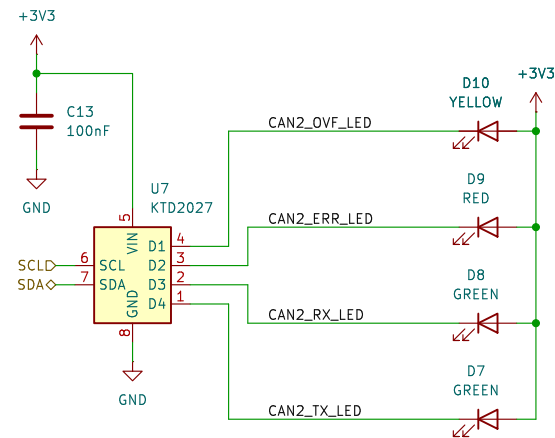 +3V3
C13
100nF
GND
U7
KTD2027
5
VIN
SCL 6 SCL
SDA 7 SDA
D1 4
D2 3
D3 2
D4 1
GND
8
GND
CAN2_OVF_LED
CAN2_ERR_LED
CAN2_RX_LED
CAN2_TX_LED
+3V3
D10
YELLOW
D9
RED
D8
GREEN
D7
GREEN